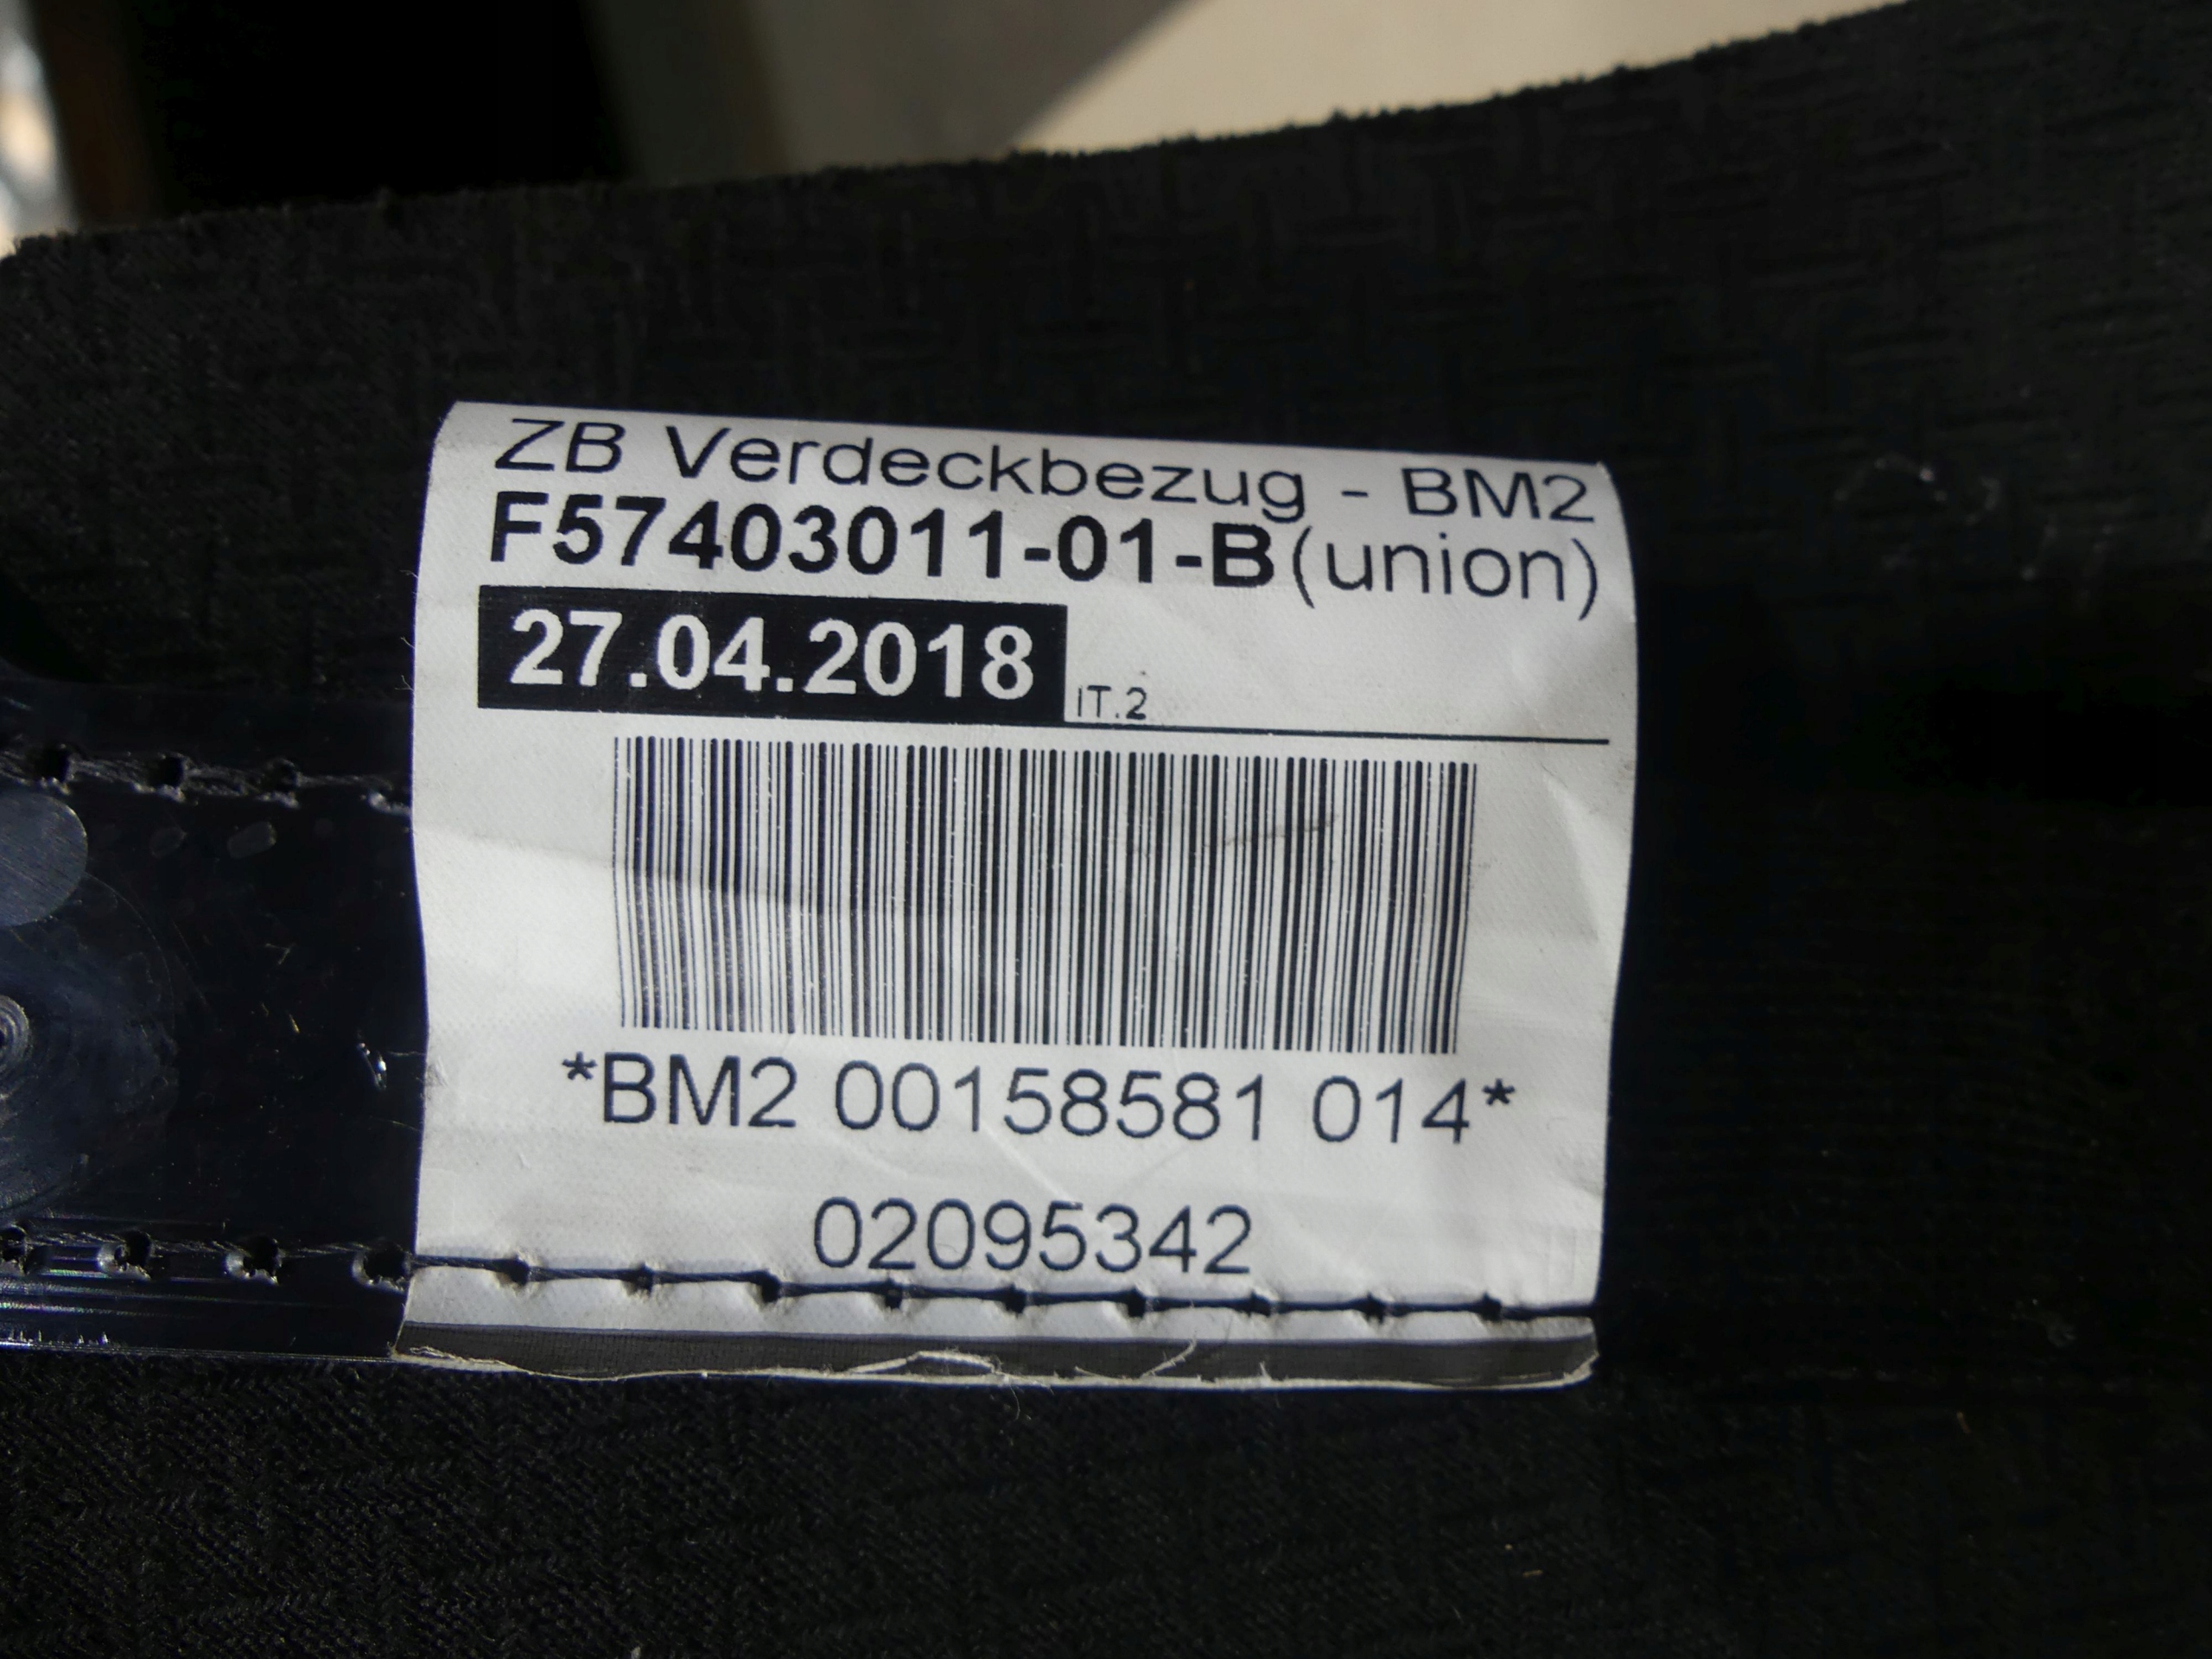 ZB Verdeckbezug - BM2
F57403011-01-B(union)
27.04.2018 IT.2
*BM2 00158581 014*
02095342